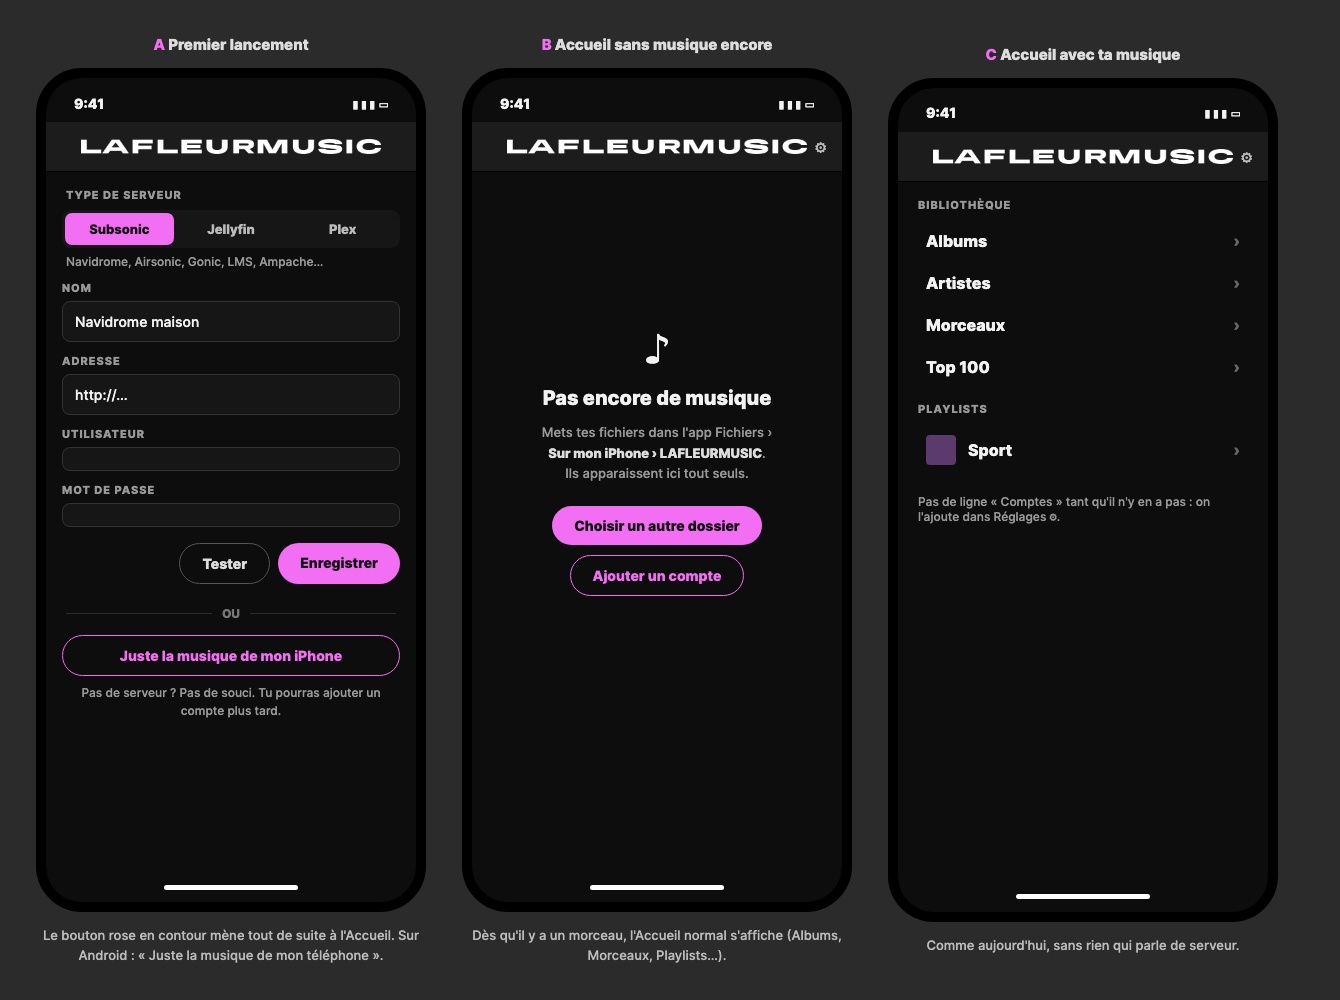 A Premier lancement
9:41
LAFLEURMUSIC
TYPE DE SERVEUR
Subsonic
Jellyfin
Plex
Navidrome, Airsonic, Gonic, LMS, Ampache...
NOM
Navidrome maison
ADRESSE
http://...
UTILISATEUR
MOT DE PASSE
Tester
Enregistrer
OU
Juste la musique de mon iPhone
Pas de serveur ? Pas de souci. Tu pourras ajouter un
compte plus tard.
Le bouton rose en contour mène tout de suite à l'Accueil. Sur
Android : « Juste la musique de mon téléphone ».
B Accueil sans musique encore
9:41
LAFLEURMUSIC
Pas encore de musique
Mets tes fichiers dans l'app Fichiers ›
Sur mon iPhone › LAFLEURMUSIC.
Ils apparaissent ici tout seuls.
Choisir un autre dossier
Ajouter un compte
Dès qu'il y a un morceau, l'Accueil normal s'affiche (Albums,
Morceaux, Playlists...).
C Accueil avec ta musique
9:41
LAFLEURMUSIC
BIBLIOTHÈQUE
Albums ›
Artistes ›
Morceaux ›
Top 100 ›
PLAYLISTS
Sport ›
Pas de ligne « Comptes » tant qu'il n'y en a pas : on
l'ajoute dans Réglages ⚙.
Comme aujourd'hui, sans rien qui parle de serveur.